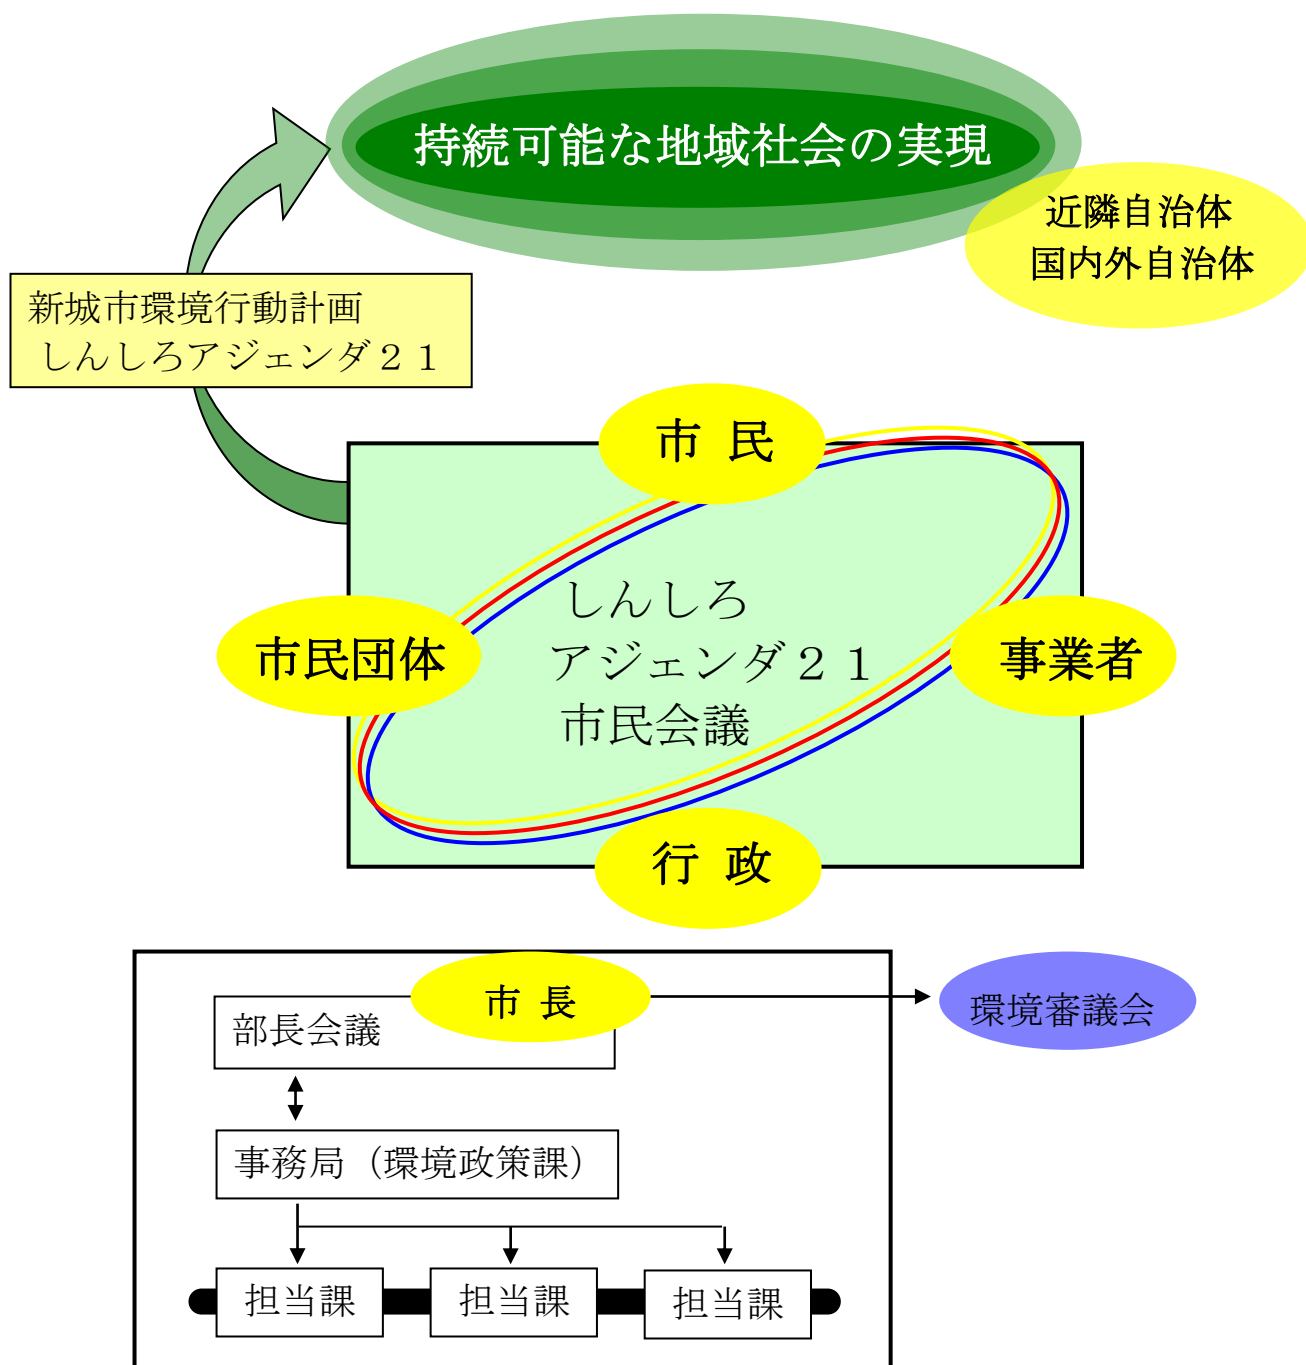 持続可能な地域社会の実現
近隣自治体
国内外自治体
新城市環境行動計画
しんしろアジェンダ２１
市 民
しんしろ
アジェンダ２１
市民会議
市民団体
事業者
行 政
市 長
部長会議
環境審議会
事務局（環境政策課）
担当課
担当課
担当課